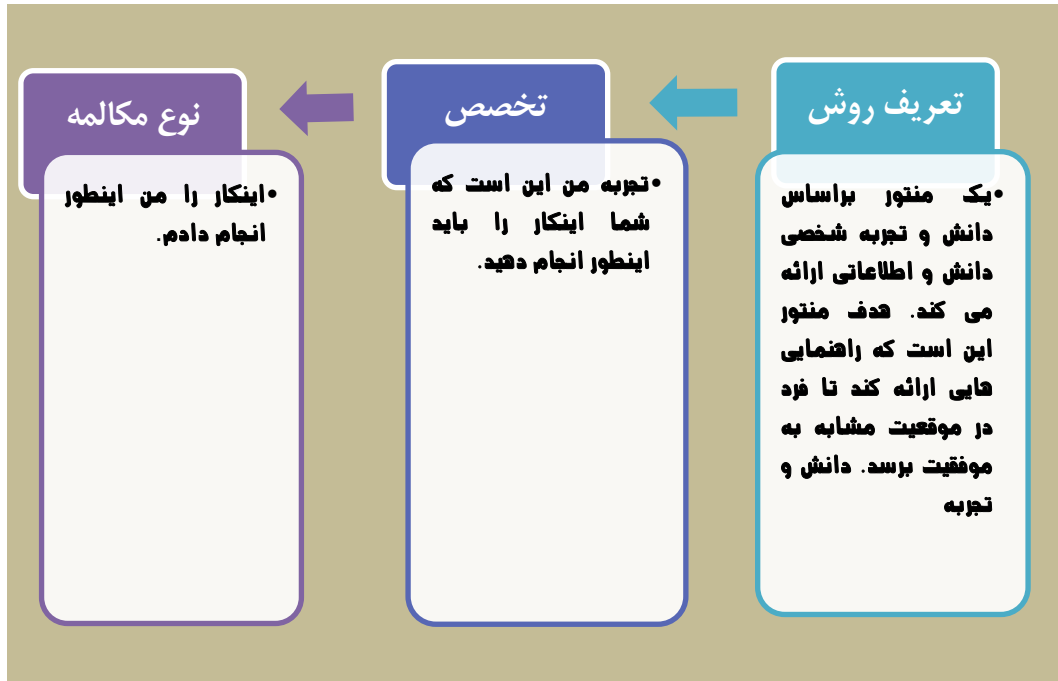 تعریف روش
•یک منتور براساس
دانش و تجربه شخصی
دانش و اطلاعاتی ارائه
می کند. هدف منتور
این است که راهنمایی
هایی ارائه کند تا فرد
در موقعیت مشابه به
موفقیت برسد. دانش و
تجربه
تخصص
•تجربه من این است که
شما اینکار را باید
اینطور انجام دهید.
نوع مکالمه
•اینکار را من اینطور
انجام دادم.